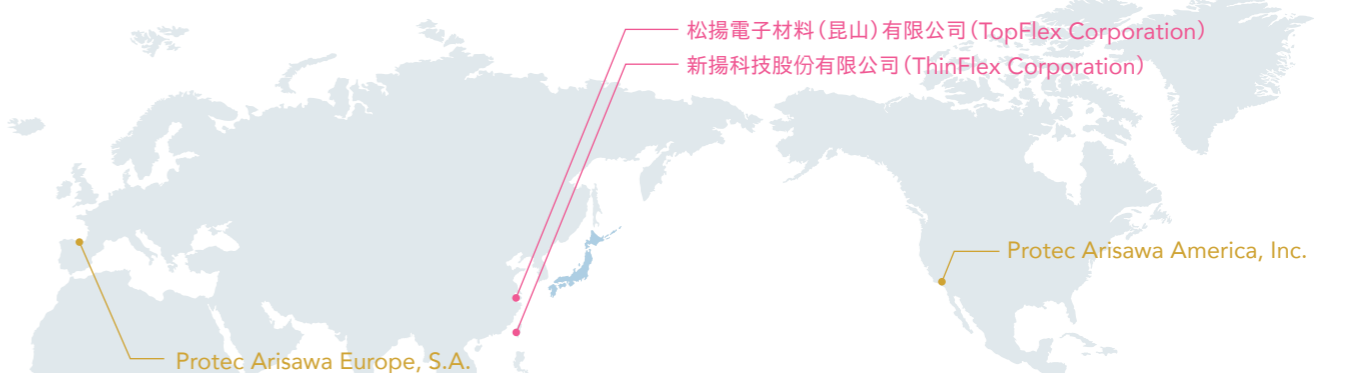 松揚電子材料（昆山）有限公司（TopFlex Corporation）
新揚科技股份有限公司（ThinFlex Corporation）
Protec Arisawa America, Inc.
Protec Arisawa Europe, S.A.